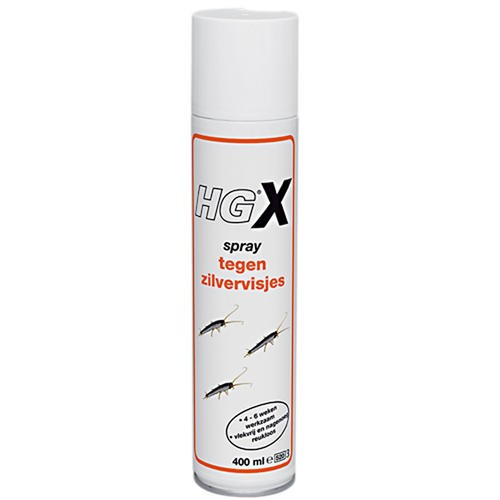 HG® X
spray
tegen
zilvervisjes
• 4 - 6 weken
werkzaam
• vlekvrij en nagenoeg
reukloos
400 ml e